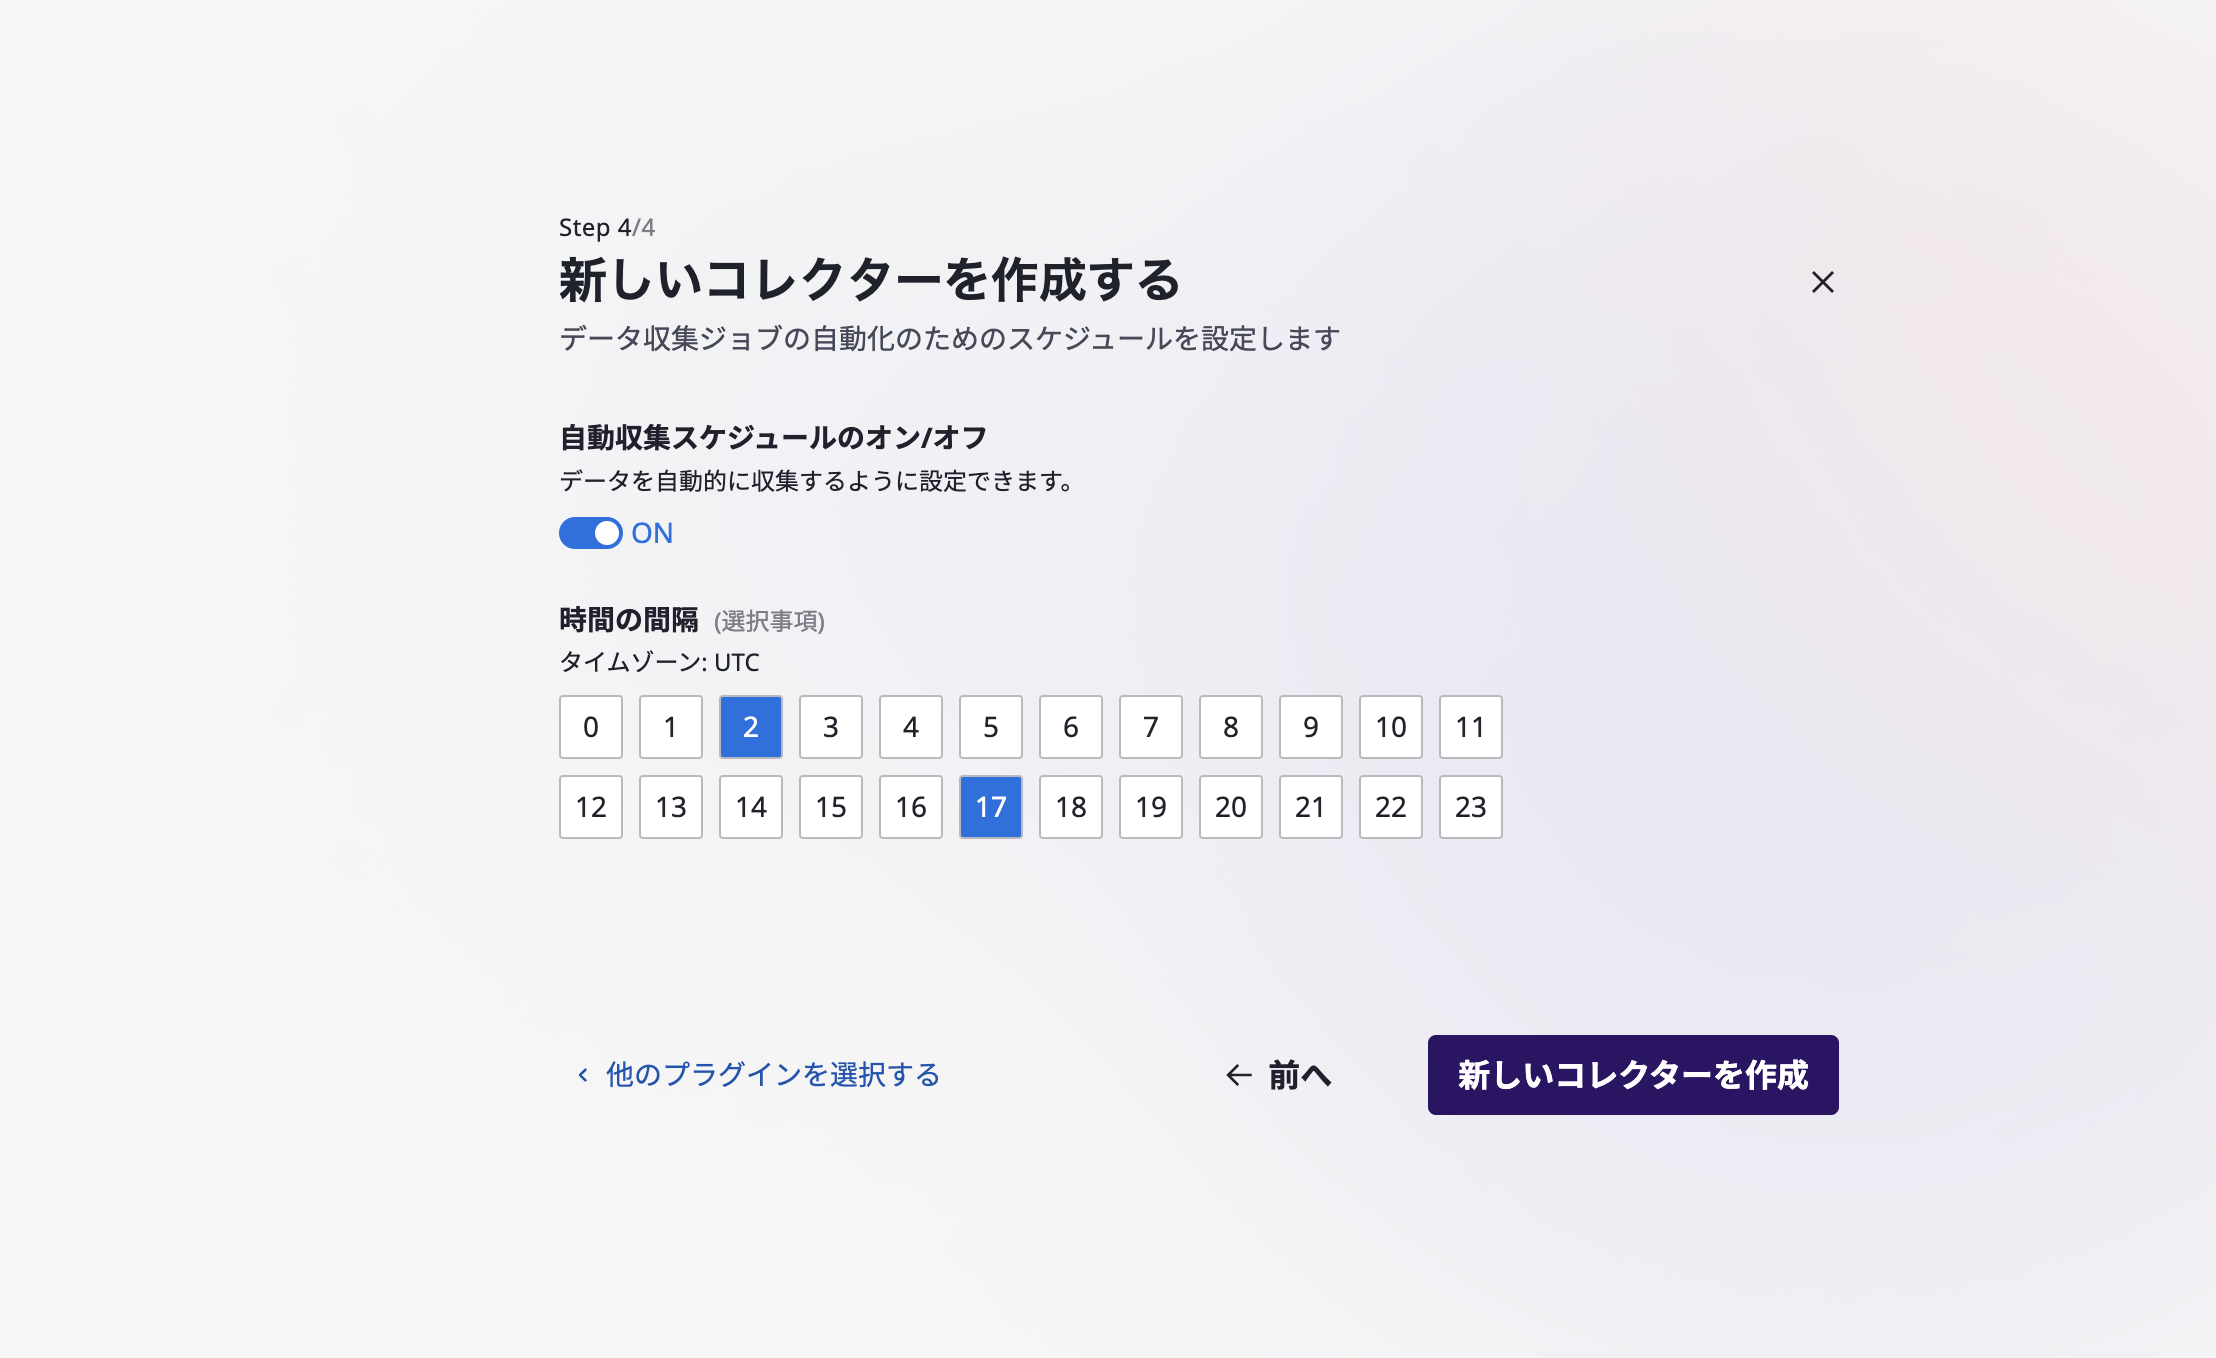 Step 4/4
新しいコレクターを作成する
データ収集ジョブの自動化のためのスケジュールを設定します
自動収集スケジュールのオン/オフ
データを自動的に収集するように設定できます。
ON
時間の間隔 (選択事項)
タイムゾーン: UTC
0 1 2 3 4 5 6 7 8 9 10 11
12 13 14 15 16 17 18 19 20 21 22 23
他のプラグインを選択する
前へ
新しいコレクターを作成